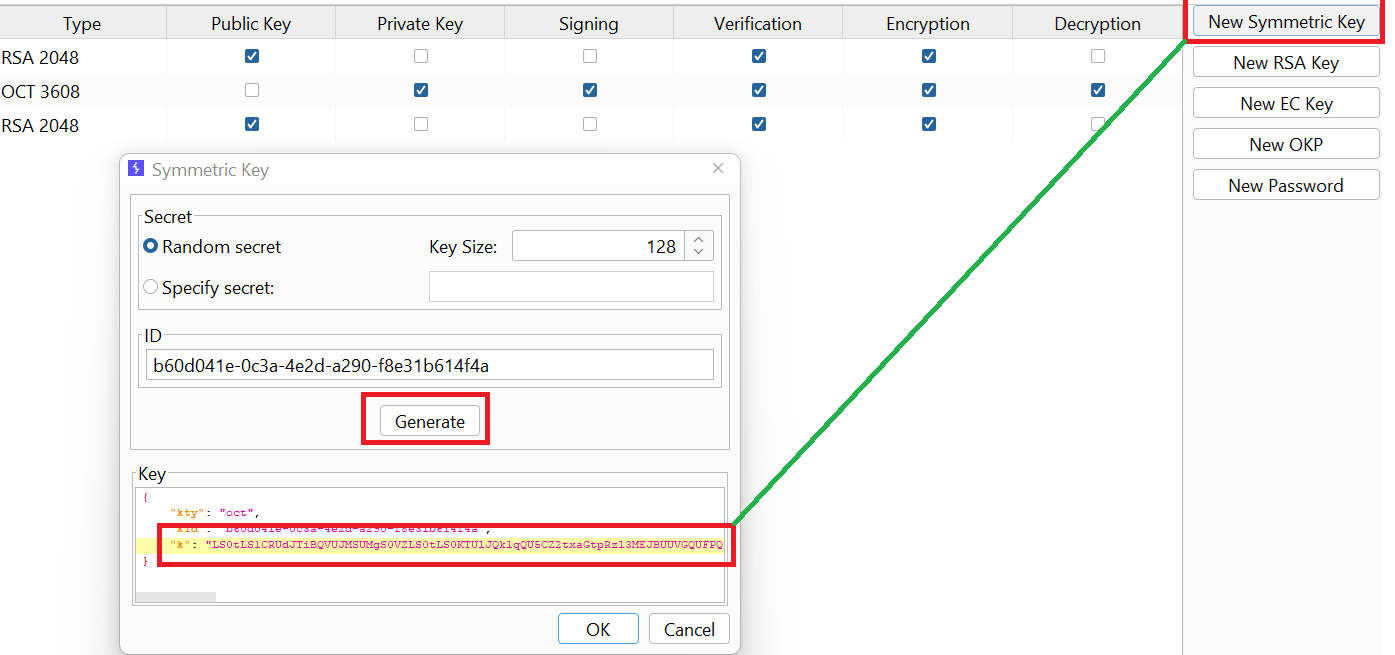 Type Public Key Private Key Signing Verification Encryption Decryption
RSA 2048
OCT 3608
RSA 2048
New Symmetric Key
New RSA Key
New EC Key
New OKP
New Password
Symmetric Key
Secret
Random secret Key Size: 128
Specify secret:
ID
b60d041e-0c3a-4e2d-a290-f8e31b614f4a
Generate
Key
{
"kty": "oct",
"kid": "b60d041e-0c3a-4e2d-a290-f8e31b614f4a",
"k":
}
OK Cancel